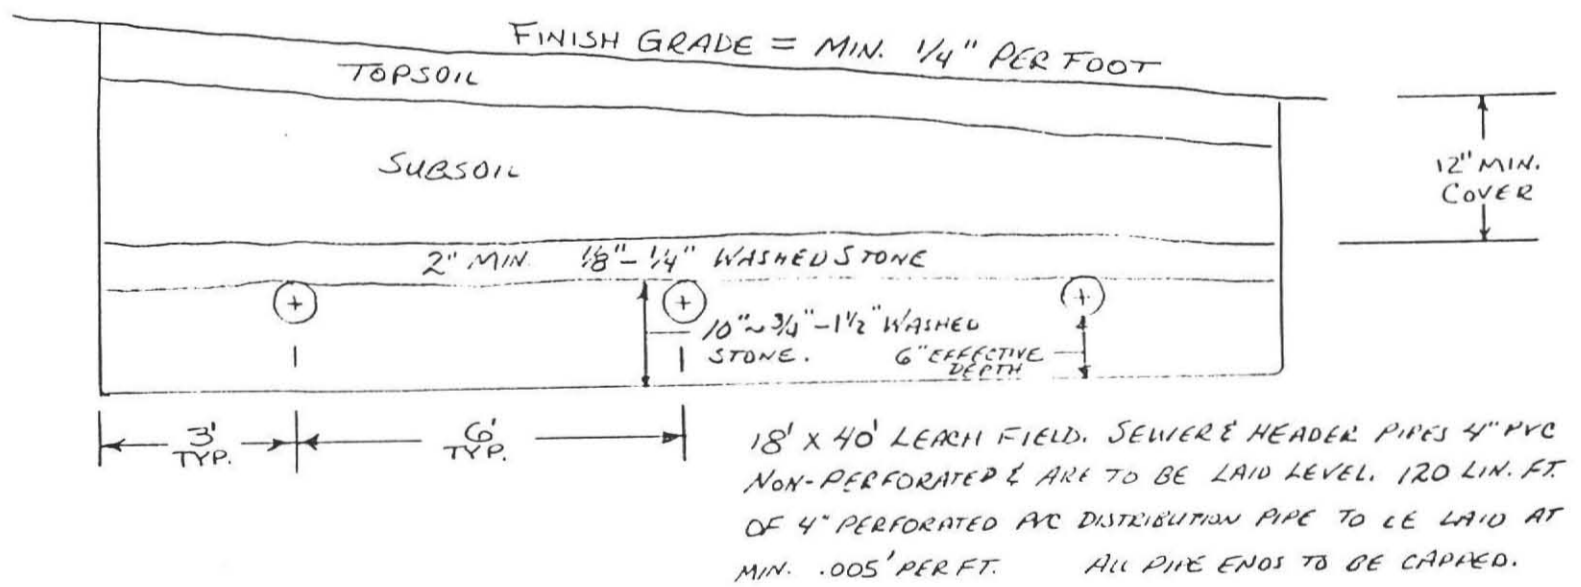 FINISH GRADE = MIN. 1/4" PER FOOT
TOPSOIL
SUBSOIL
12" MIN.
COVER
2" MIN. 1/8"-1/4" WASHED STONE
10"~3/4"-1 1/2" WASHED
STONE.
6" EFFECTIVE
DEPTH
3'
TYP.
6'
TYP.
18' X 40' LEACH FIELD. SEWER & HEADER PIPES 4" PVC
NON-PERFORATED & ARE TO BE LAID LEVEL. 120 LIN. FT.
OF 4" PERFORATED PVC DISTRIBUTION PIPE TO BE LAID AT
MIN. .005' PER FT. ALL PIPE ENDS TO BE CAPPED.